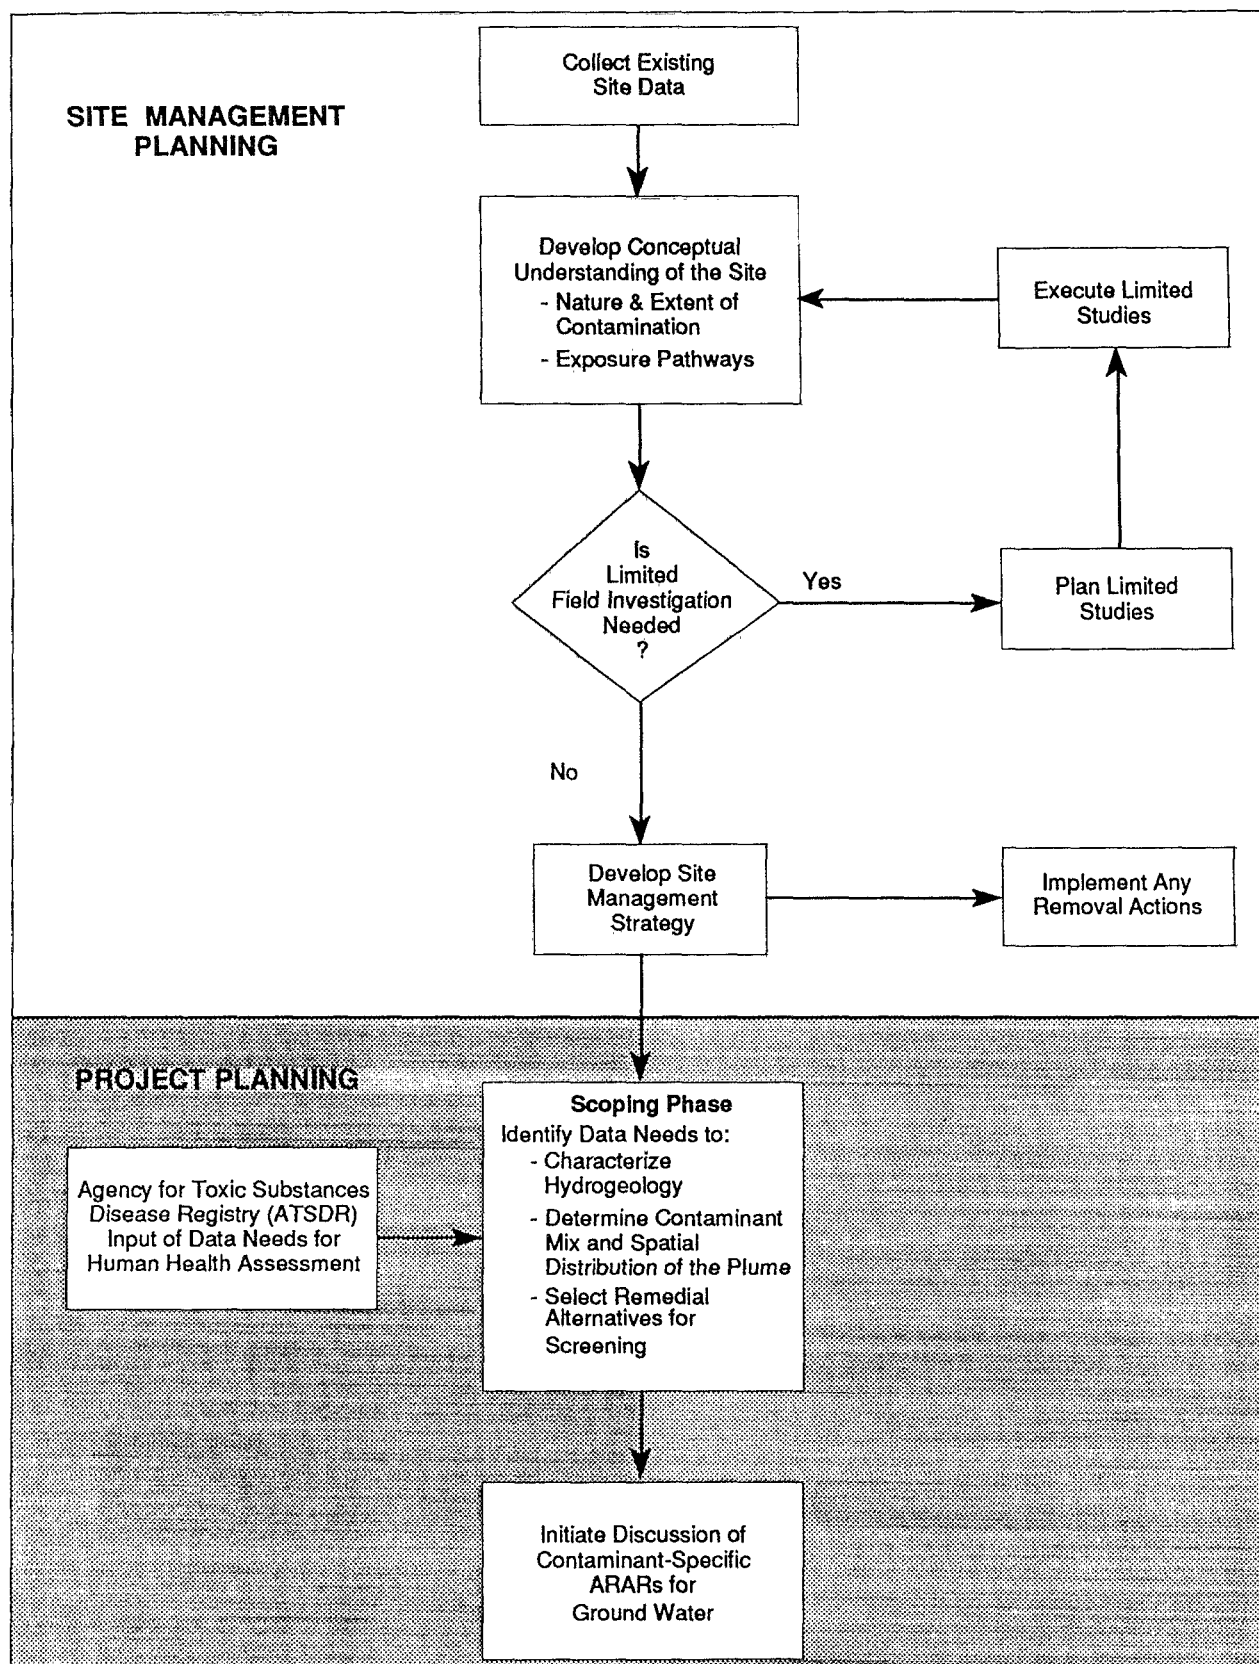 Collect Existing
Site Data
SITE MANAGEMENT
PLANNING
Develop Conceptual
Understanding of the Site
- Nature & Extent of
Contamination
- Exposure Pathways
Execute Limited
Studies
Is
Limited
Field Investigation
Needed
?
Yes
Plan Limited
Studies
No
Develop Site
Management
Strategy
Implement Any
Removal Actions
PROJECT PLANNING
Scoping Phase
Identify Data Needs to:
- Characterize
Hydrogeology
- Determine Contaminant
Mix and Spatial
Distribution of the Plume
- Select Remedial
Alternatives for
Screening
Agency for Toxic Substances
Disease Registry (ATSDR)
Input of Data Needs for
Human Health Assessment
Initiate Discussion of
Contaminant-Specific
ARARs for
Ground Water